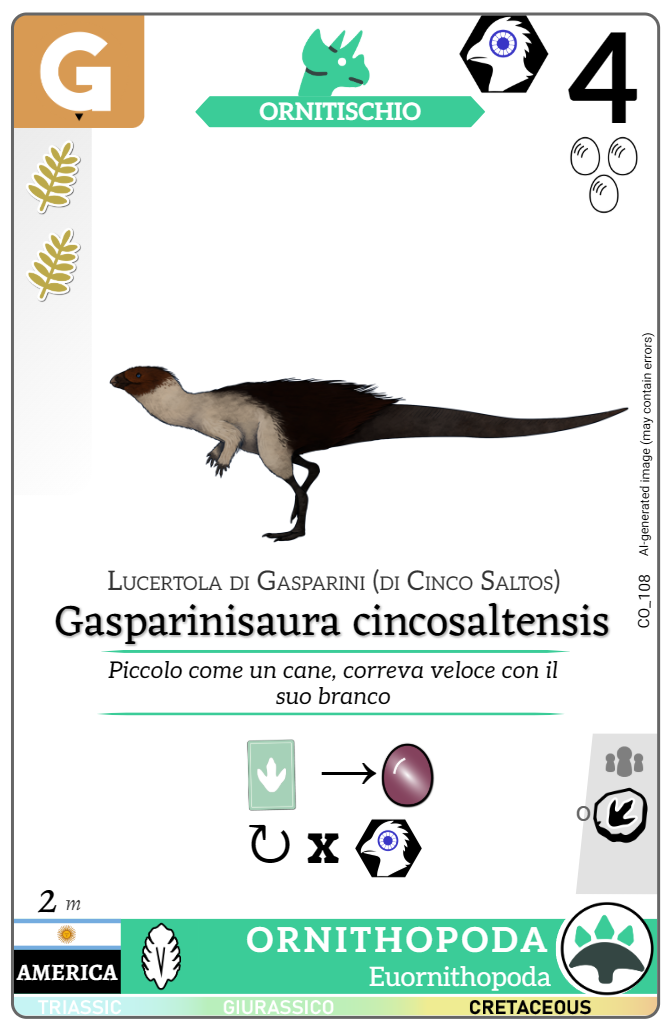 G
ORNITISCHIO
4
AI-generated image (may contain errors)
CO_108
Lucertola di Gasparini (di Cinco Saltos)
Gasparinisaura cincosaltensis
Piccolo come un cane, correva veloce con il
suo branco
x
O
2 m
AMERICA
ORNITHOPODA
Euornithopoda
TRIASSIC
GIURASSICO
CRETACEOUS